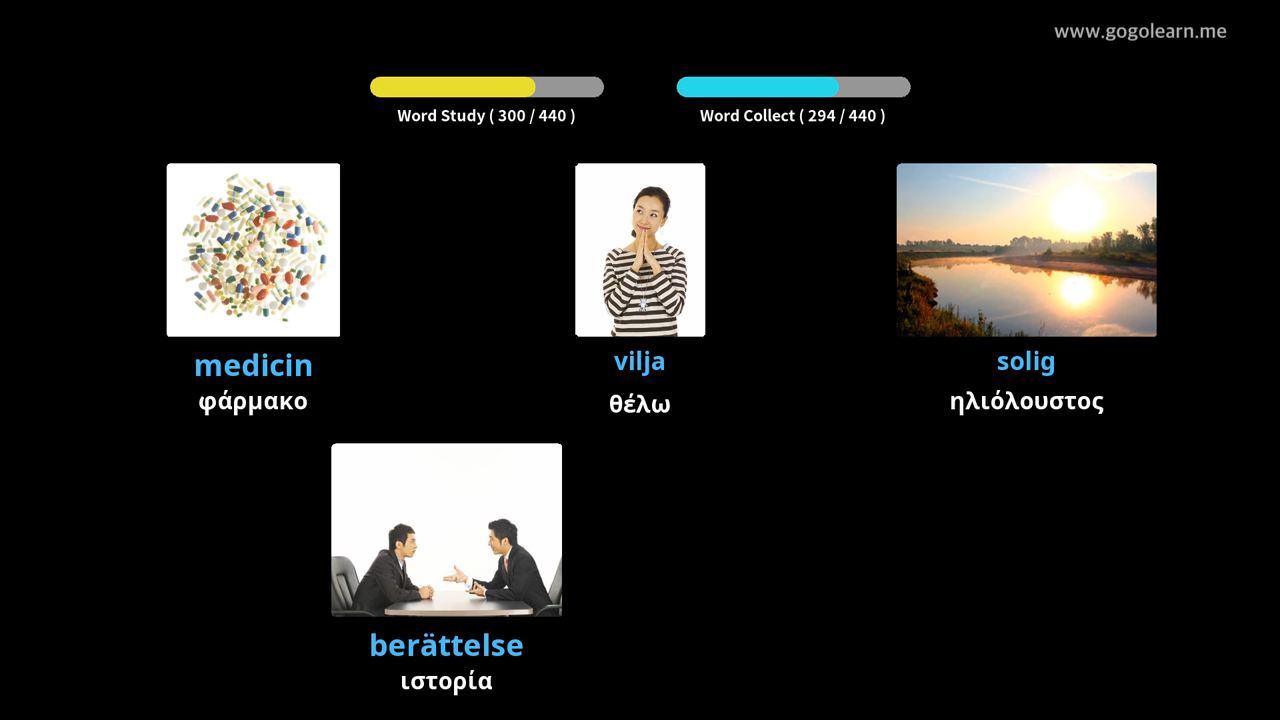 www.gogolearn.me
Word Study ( 300 / 440 )
Word Collect ( 294 / 440 )
medicin
φάρμακο
vilja
θέλω
solig
ηλιόλουστος
berättelse
ιστορία